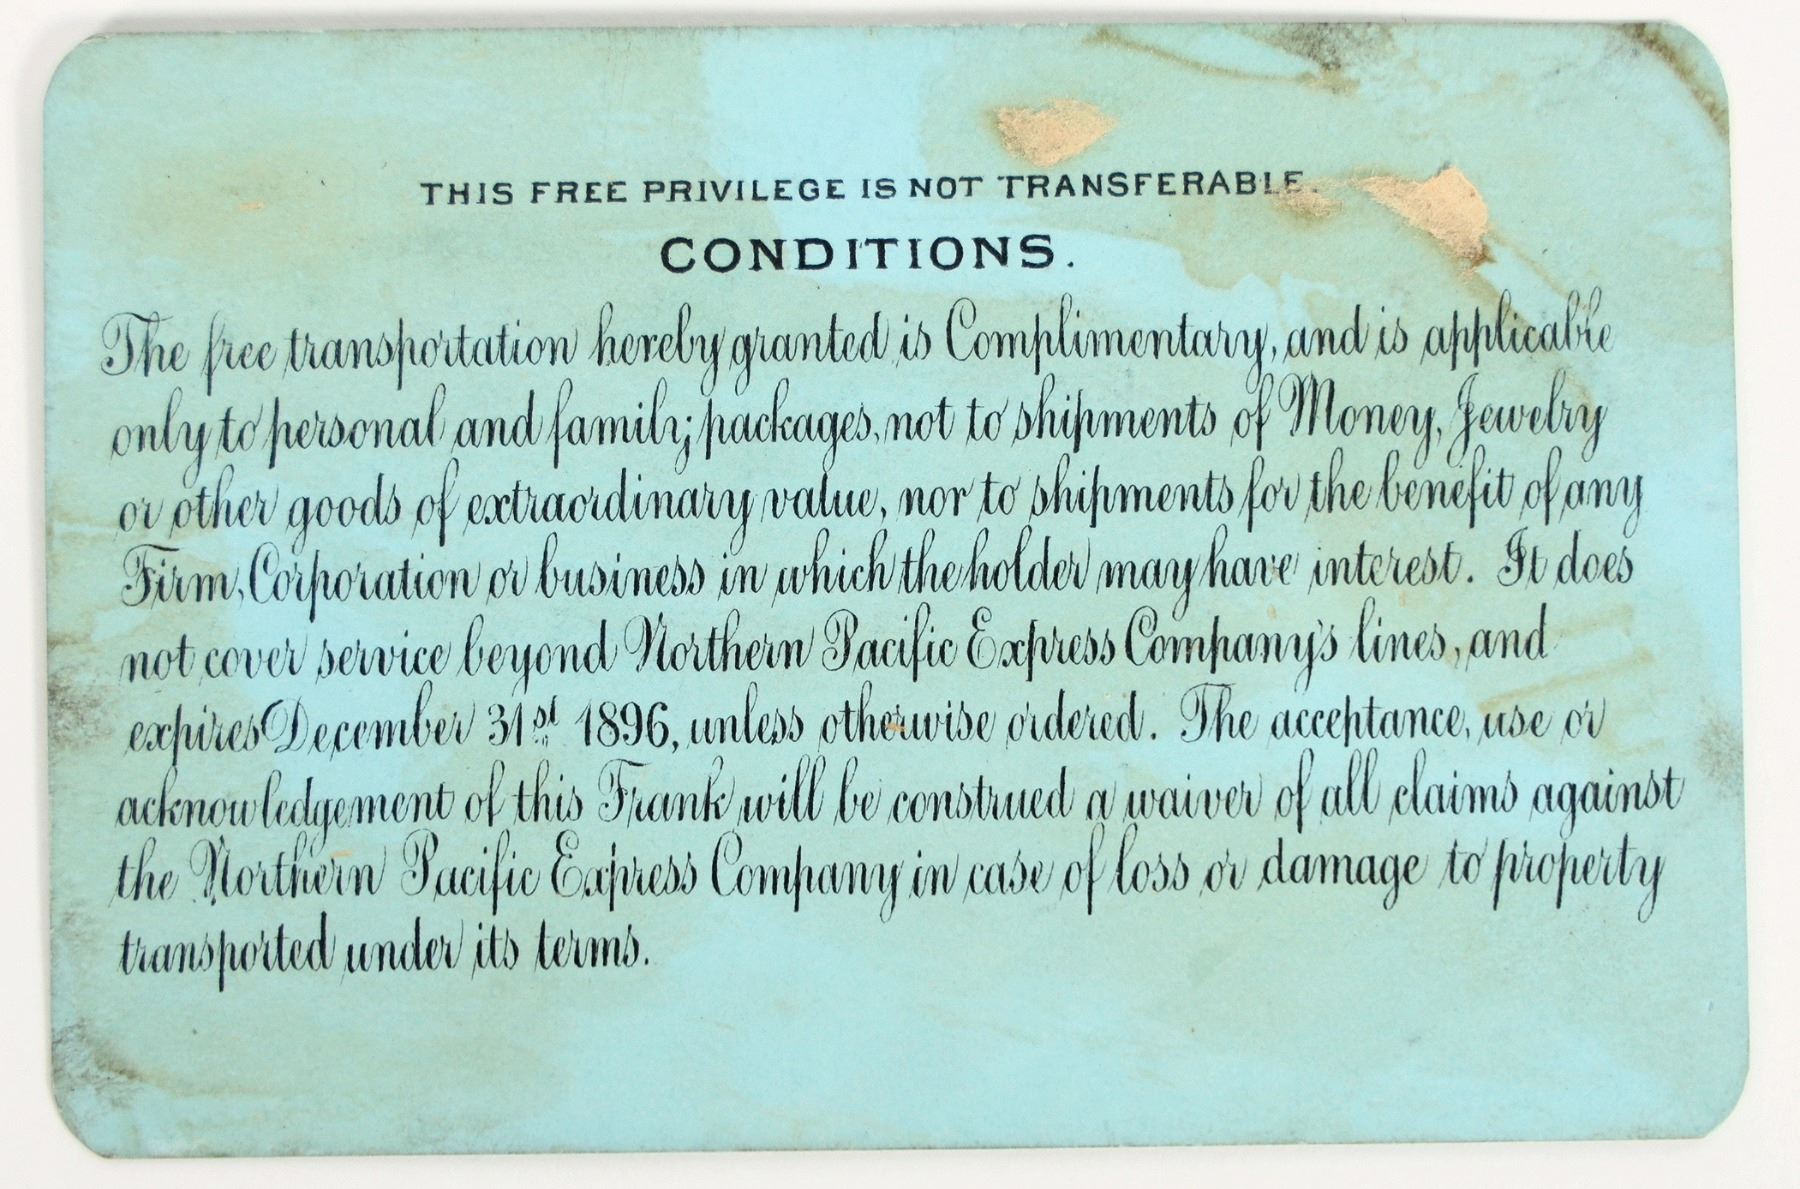 THIS FREE PRIVILEGE IS NOT TRANSFERABLE.
CONDITIONS.
The free transportation hereby granted is Complimentary, and is applicable
only to personal and family packages, not to shipments of Money, Jewelry
or other goods of extraordinary value, nor to shipments for the benefit of any
Firm, Corporation or business in which the holder may have interest. It does
not cover service beyond Northern Pacific Express Company's lines, and
expires December 31st 1896, unless otherwise ordered. The acceptance, use or
acknowledgement of this Frank will be construed a waiver of all claims against
the Northern Pacific Express Company in case of loss or damage to property
transported under its terms.